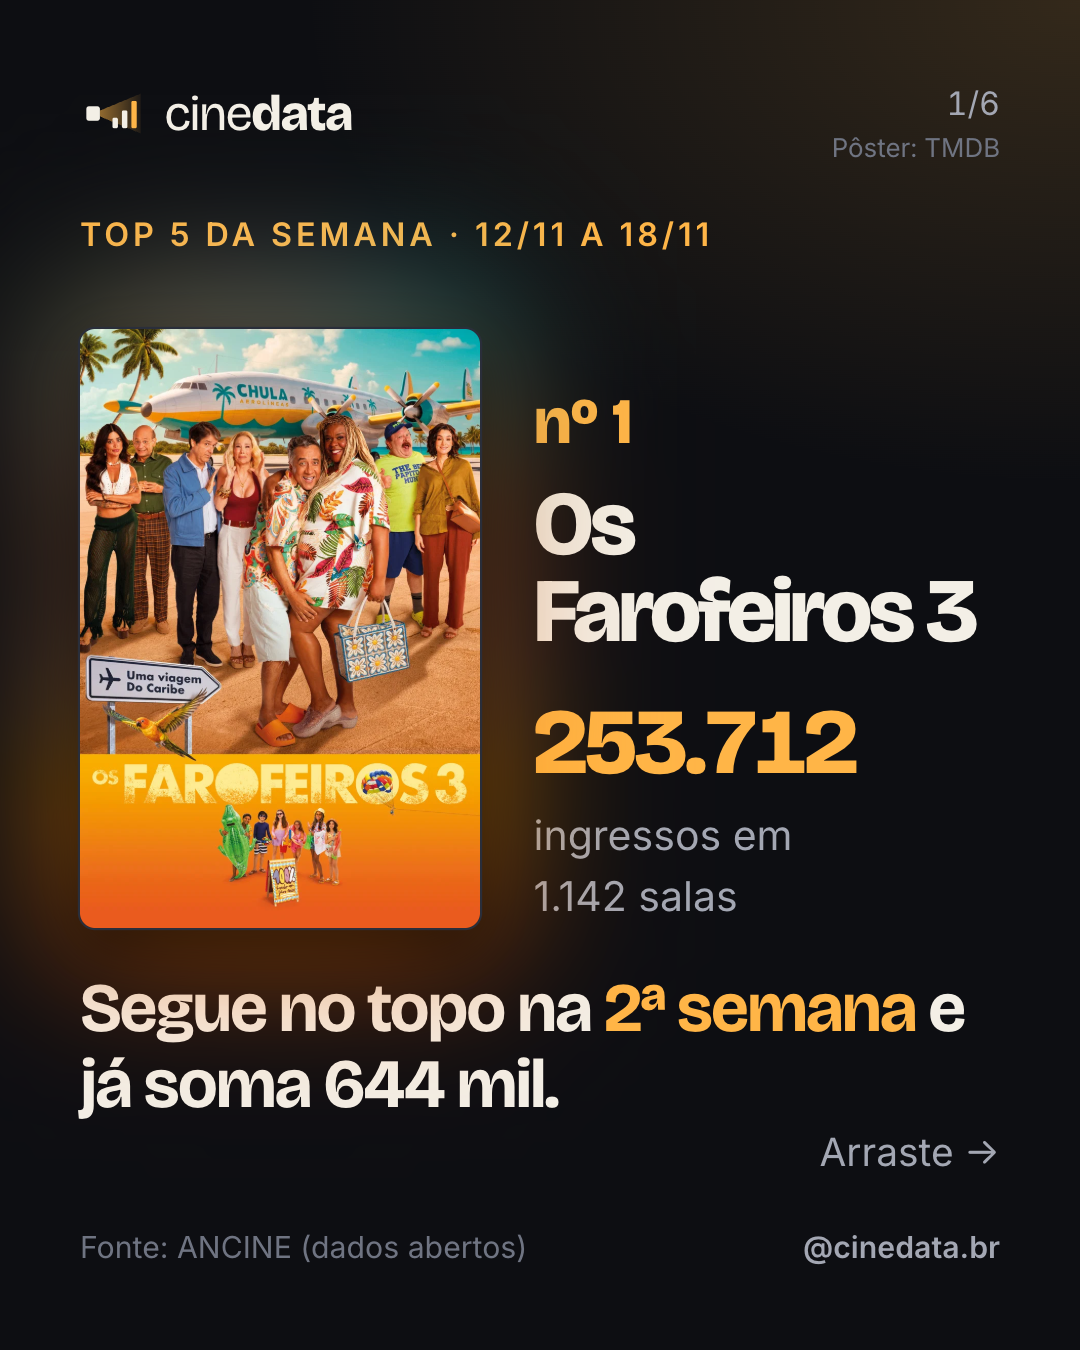 cinedata
1/6
Pôster: TMDB
TOP 5 DA SEMANA · 12/11 A 18/11
CHULA
nº 1
Os
Farofeiros 3
253.712
ingressos em
1.142 salas
Uma viagem
Do Caribe
OS FAROFEIROS 3
Segue no topo na 2ª semana e
já soma 644 mil.
Arraste →
Fonte: ANCINE (dados abertos)
@cinedata.br